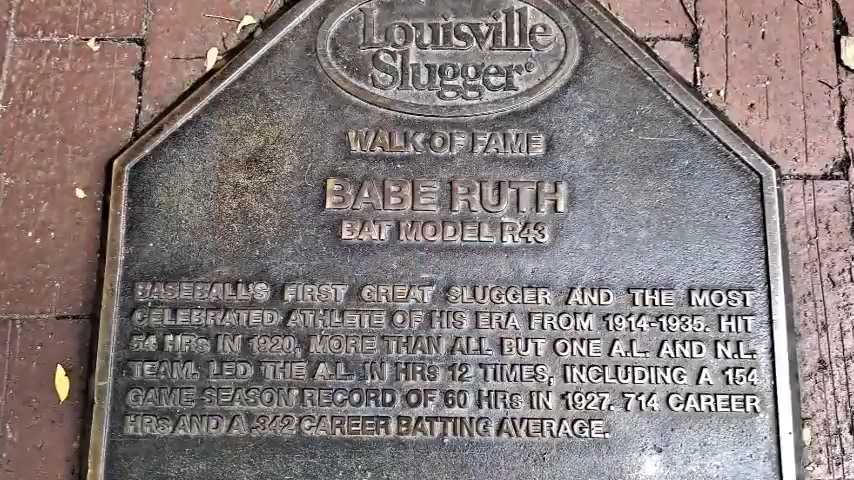 Louisville
Slugger®
WALK OF FAME
BABE RUTH
BAT MODEL R43
BASEBALL'S FIRST GREAT SLUGGER AND THE MOST
CELEBRATED ATHLETE OF HIS ERA FROM 1914-1935. HIT
54 HRS IN 1920, MORE THAN ALL BUT ONE A.L. AND N.L.
TEAM. LED THE A.L. IN HRS 12 TIMES, INCLUDING A 154
GAME SEASON RECORD OF 60 HRS IN 1927. 714 CAREER
HRS AND A .342 CAREER BATTING AVERAGE.